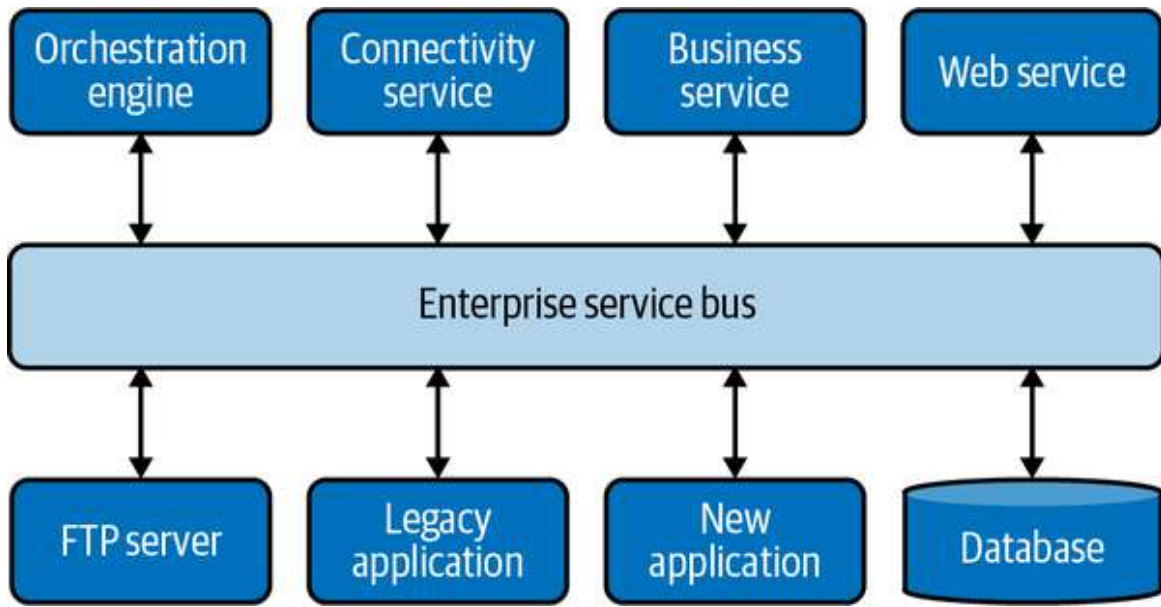 Orchestration
engine
Connectivity
service
Business
service
Web service
Enterprise service bus
FTP server
Legacy
application
New
application
Database